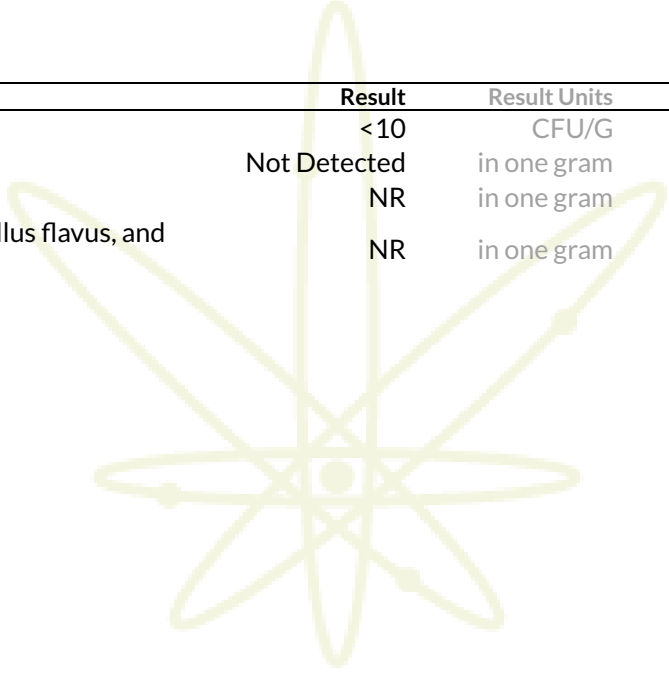 Result Result Units
<10 CFU/G
Not Detected in one gram
NR in one gram
flavus, and
NR in one gram